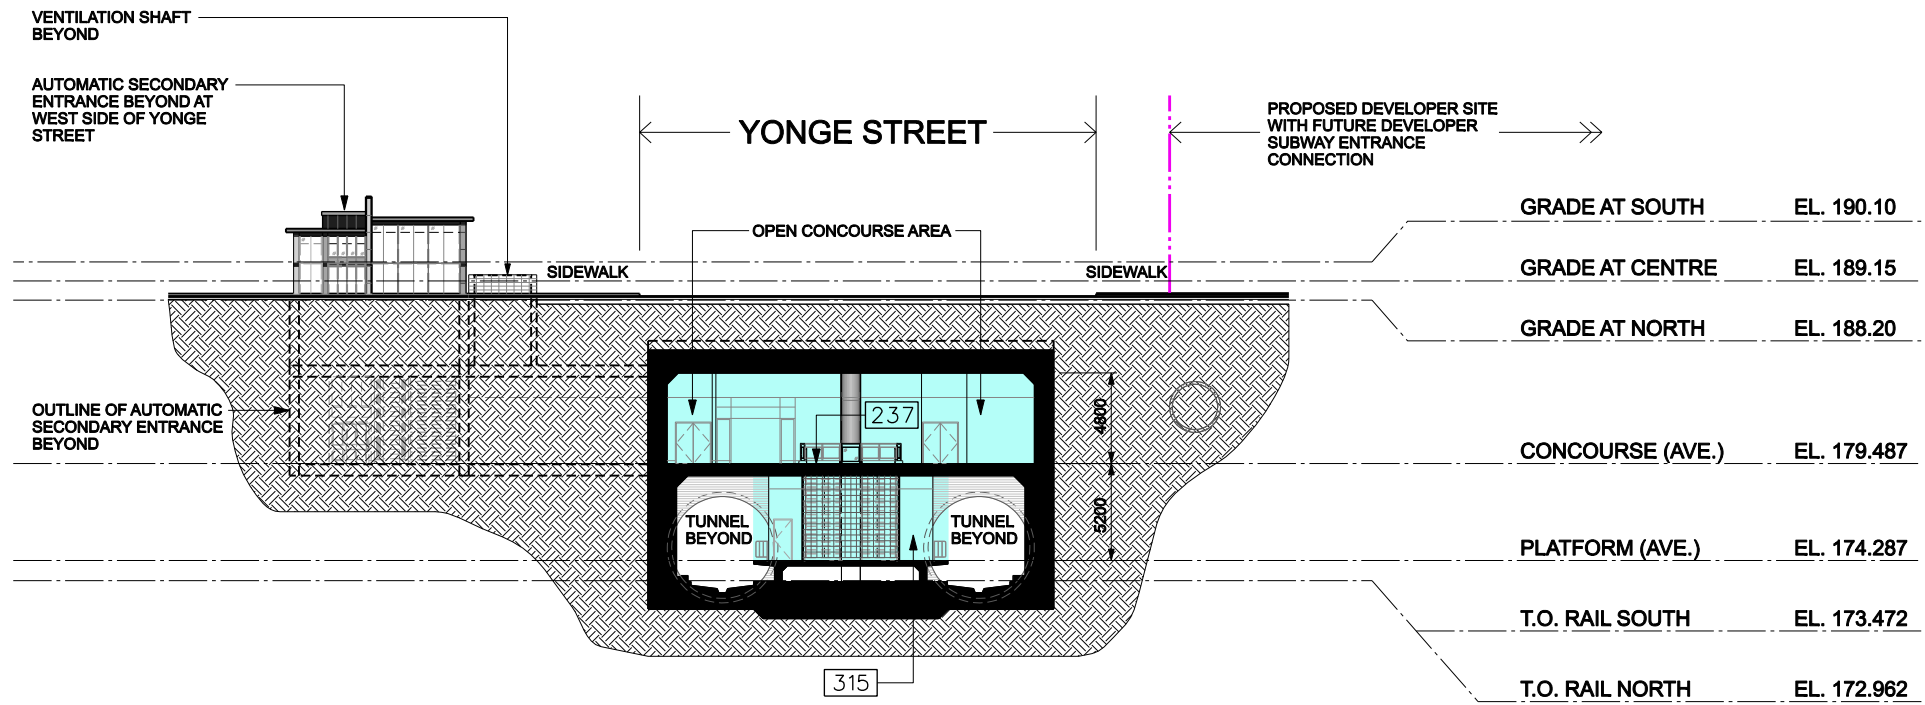 VENTILATION SHAFT
BEYOND
AUTOMATIC SECONDARY
ENTRANCE BEYOND AT
WEST SIDE OF YONGE
STREET
YONGE STREET
PROPOSED DEVELOPER SITE
WITH FUTURE DEVELOPER
SUBWAY ENTRANCE
CONNECTION
GRADE AT SOUTH EL. 190.10
OPEN CONCOURSE AREA
SIDEWALK
SIDEWALK
GRADE AT CENTRE EL. 189.15
GRADE AT NORTH EL. 188.20
OUTLINE OF AUTOMATIC
SECONDARY ENTRANCE
BEYOND
237
4800
CONCOURSE (AVE.) EL. 179.487
5200
TUNNEL
BEYOND
TUNNEL
BEYOND
PLATFORM (AVE.) EL. 174.287
T.O. RAIL SOUTH EL. 173.472
315
T.O. RAIL NORTH EL. 172.962